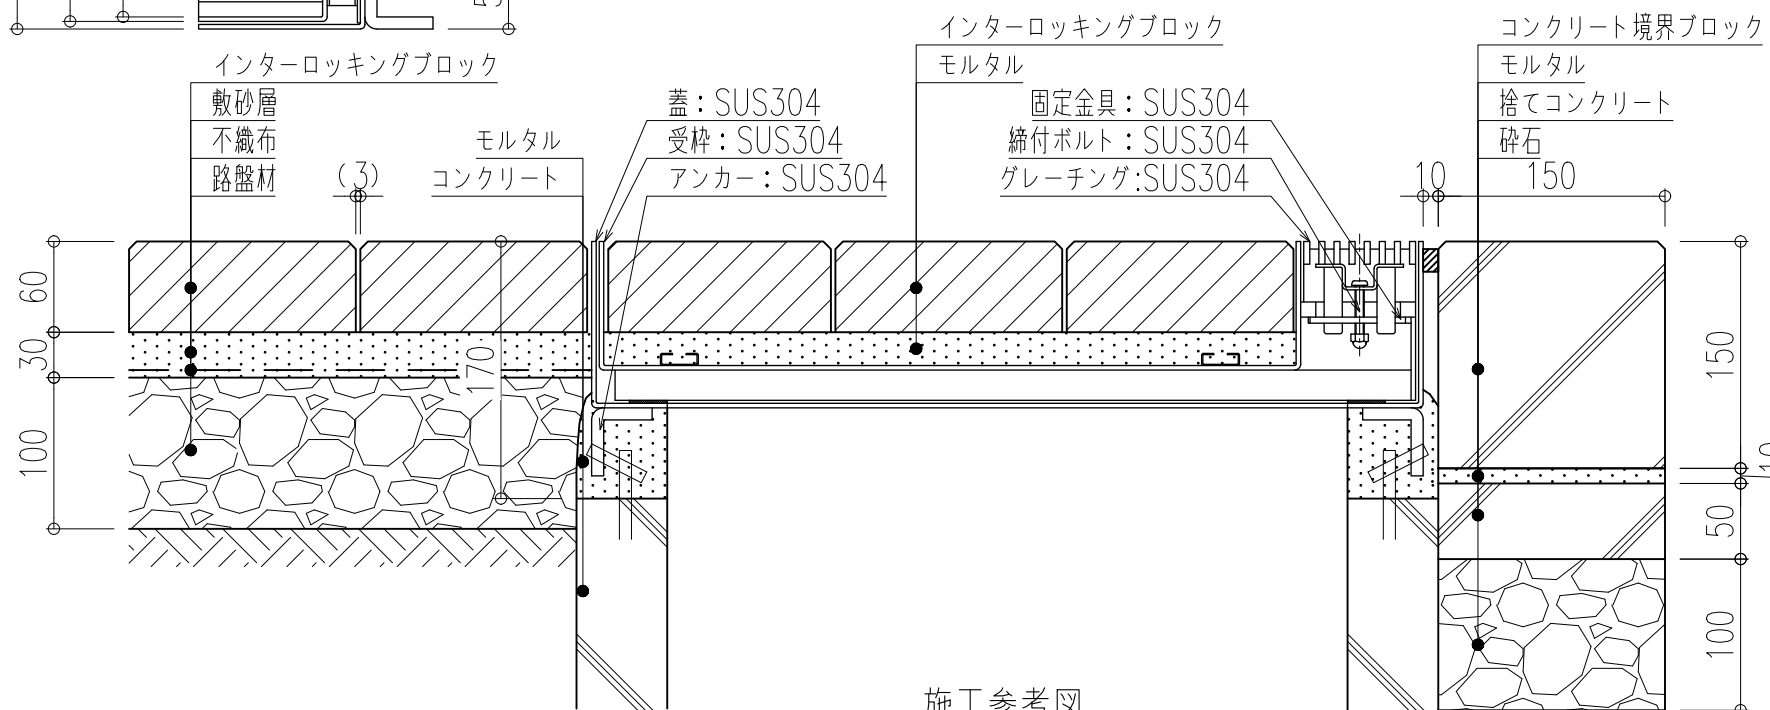 インターロッキングブロック
敷砂層
不織布
路盤材
(3)
モルタル
コンクリート
蓋：SUS304
受枠：SUS304
アンカー：SUS304
インターロッキングブロック
モルタル
固定金具：SUS304
締付ボルト：SUS304
グレーチング:SUS304
コンクリート境界ブロック
モルタル
捨てコンクリート
砕石
10
150
60
30
100
170
150
10
50
100
施工参考図